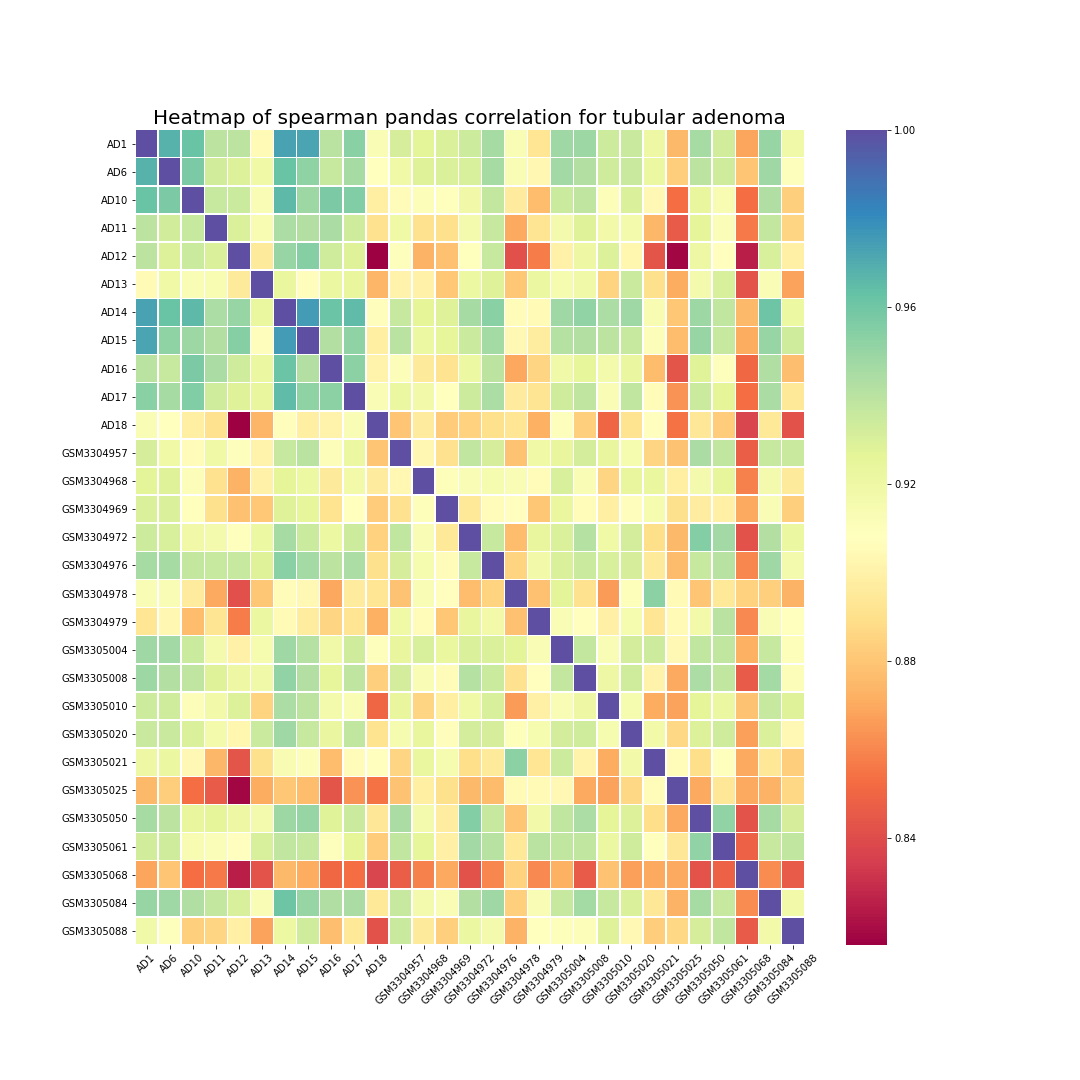 Heatmap of spearman pandas correlation for tubular adenoma
AD1
AD6
AD10
AD11
AD12
AD13
AD14
AD15
AD16
AD17
AD18
GSM3304957
GSM3304968
GSM3304969
GSM3304972
GSM3304976
GSM3304978
GSM3304979
GSM3305004
GSM3305008
GSM3305010
GSM3305020
GSM3305021
GSM3305025
GSM3305050
GSM3305061
GSM3305068
GSM3305084
GSM3305088
AD1
AD6
AD10
AD11
AD12
AD13
AD14
AD15
AD16
AD17
AD18
GSM3304957
GSM3304968
GSM3304969
GSM3304972
GSM3304976
GSM3304978
GSM3304979
GSM3305004
GSM3305008
GSM3305010
GSM3305020
GSM3305021
GSM3305025
GSM3305050
GSM3305061
GSM3305068
GSM3305084
GSM3305088
1.00
0.96
0.92
0.88
0.84